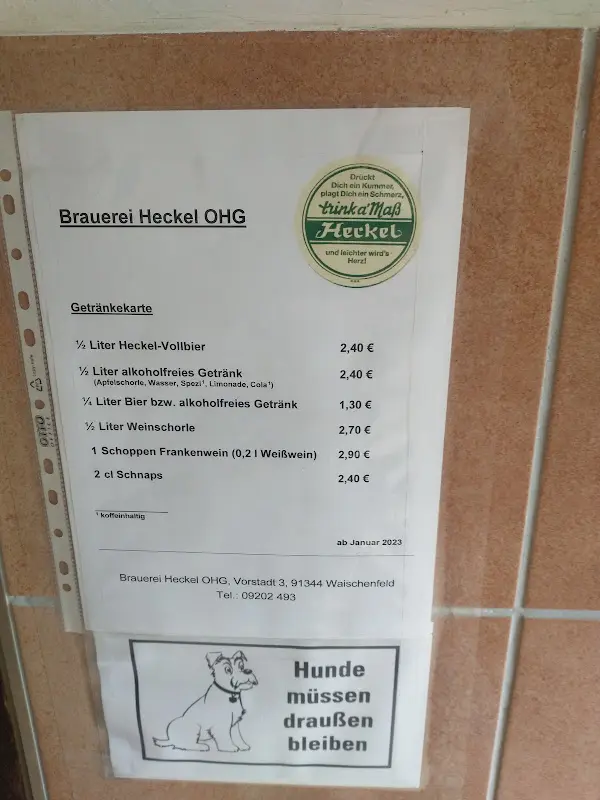 Drückt
Dich ein Kummer,
plagt Dich ein Schmerz,
trink a' Maß
Heckel
und leichter wird's
Herz!
Brauerei Heckel OHG
Getränkekarte
½ Liter Heckel-Vollbier 2,40 €
½ Liter alkoholfreies Getränk 2,40 €
(Apfelschorle, Wasser, Spezi¹, Limonade, Cola¹)
¼ Liter Bier bzw. alkoholfreies Getränk 1,30 €
½ Liter Weinschorle 2,70 €
1 Schoppen Frankenwein (0,2 l Weißwein) 2,90 €
2 cl Schnaps 2,40 €
¹ koffeinhaltig
ab Januar 2023
Brauerei Heckel OHG, Vorstadt 3, 91344 Waischenfeld
Tel.: 09202 493
OTTO
OFFICE
Hunde
müssen
draußen
bleiben